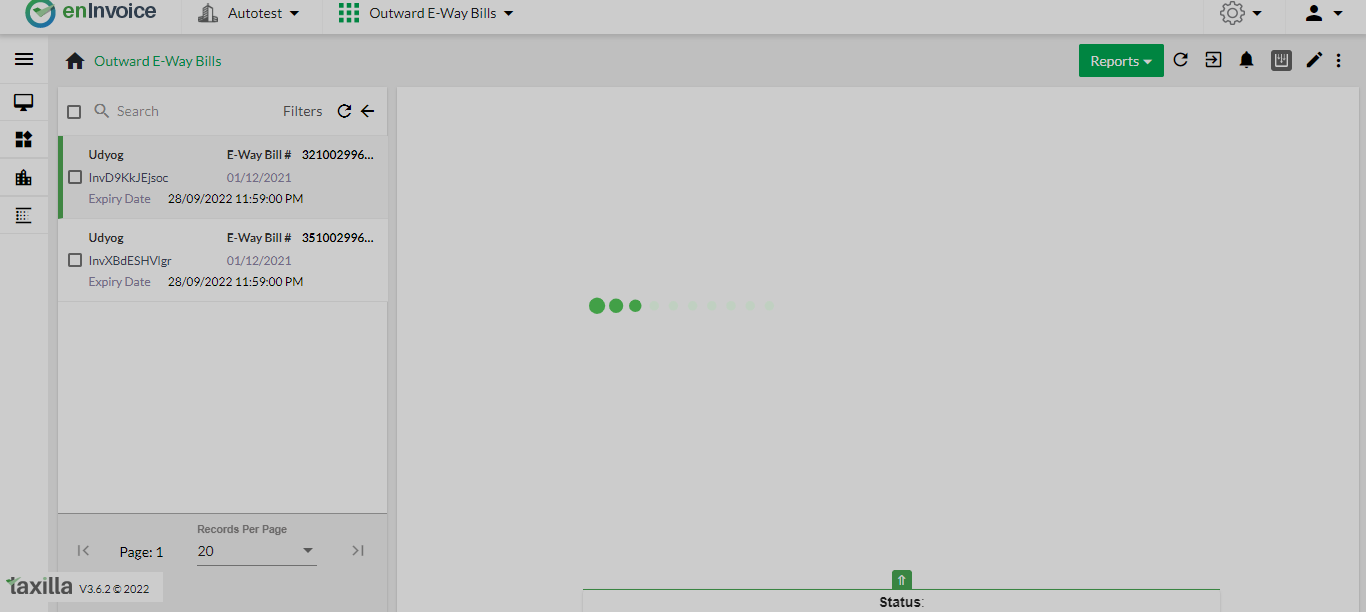 enInvoice Autotest Outward E-Way Bills
Outward E-Way Bills Reports
Search Filters
Udyog E-Way Bill # 321002996...
InvD9KkJEjsoc 01/12/2021
Expiry Date 28/09/2022 11:59:00 PM
Udyog E-Way Bill # 351002996...
InvXBdESHVlgr 01/12/2021
Expiry Date 28/09/2022 11:59:00 PM
Records Per Page
Page: 1 20
taxilla V3.6.2 © 2022
Status: